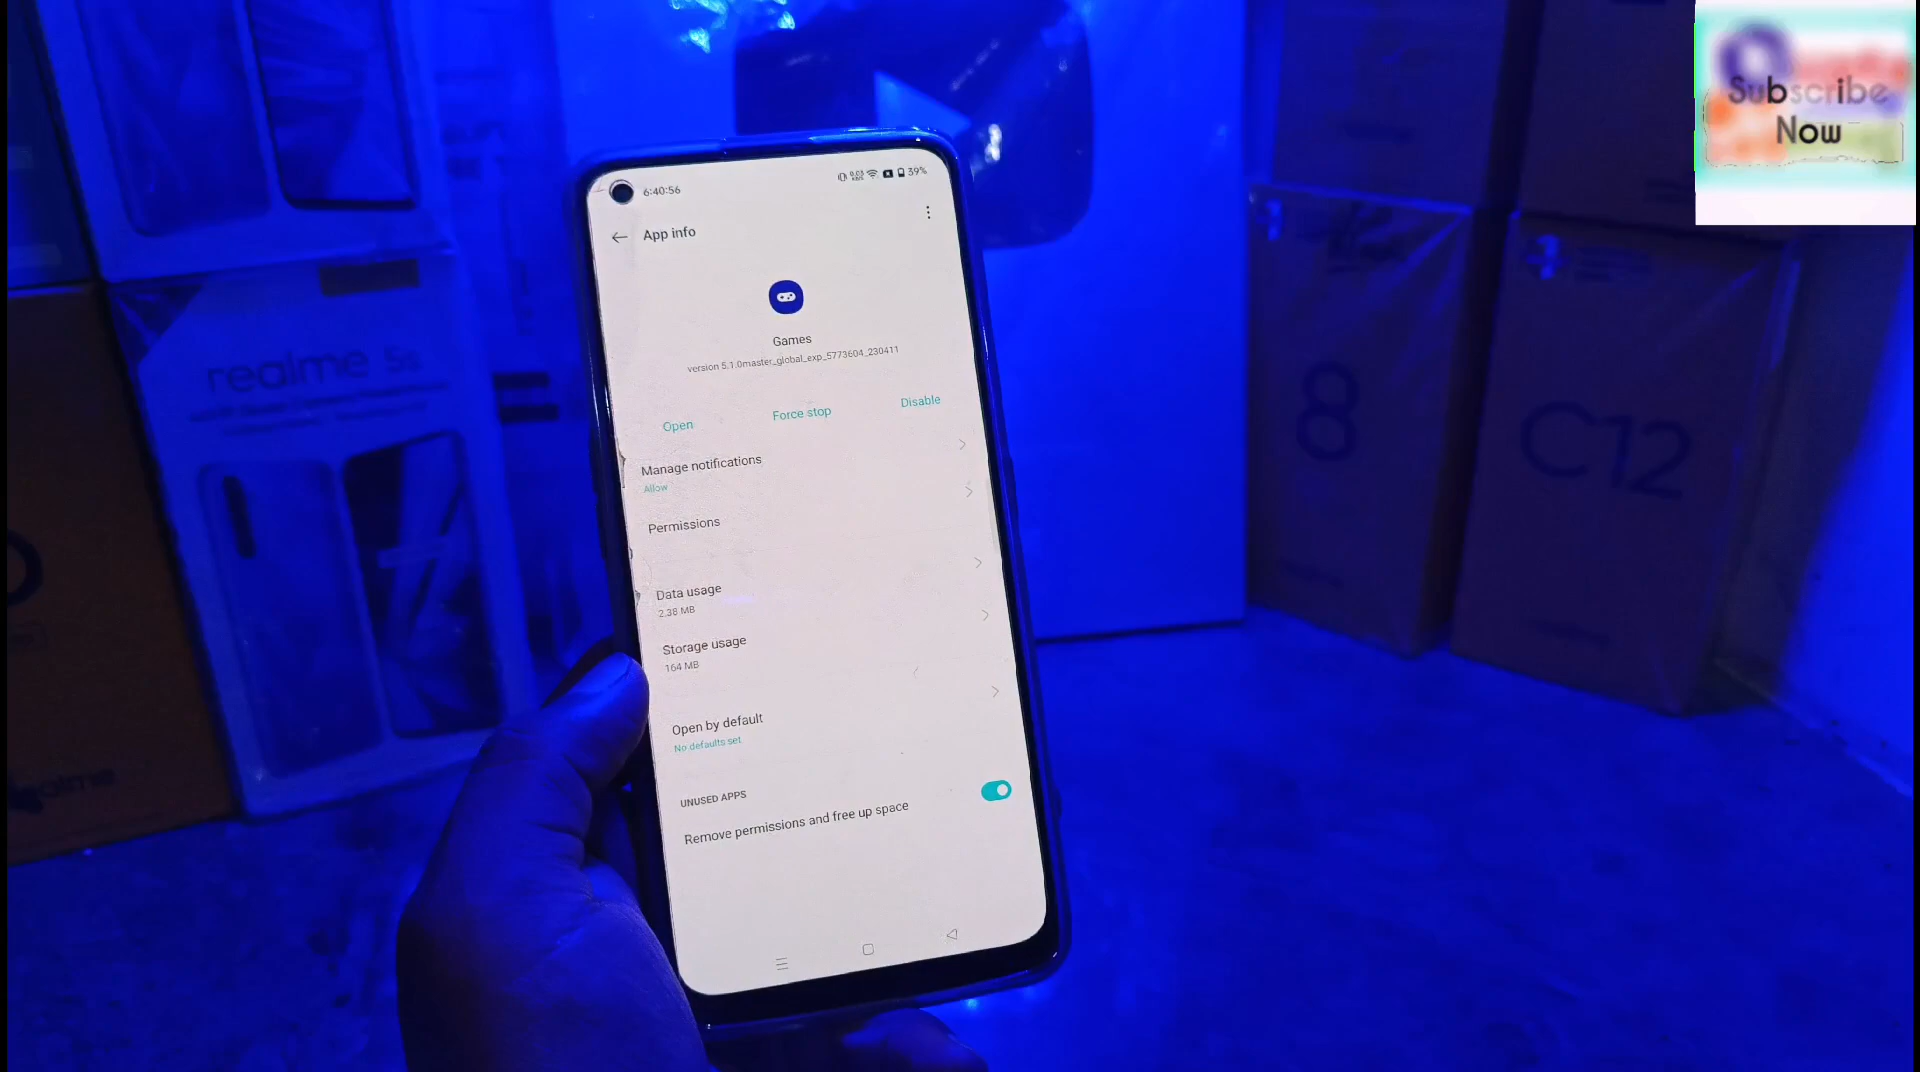 Subscribe
Now
6:40:56
39%
App info
Games
version 5.1.0master_global_exp_5773604_230411
Open
Force stop
Disable
Manage notifications
Allow
Permissions
Data usage
2.38 MB
Storage usage
164 MB
Open by default
No defaults set
UNUSED APPS
Remove permissions and free up space
realme 5s
8
C12
realme